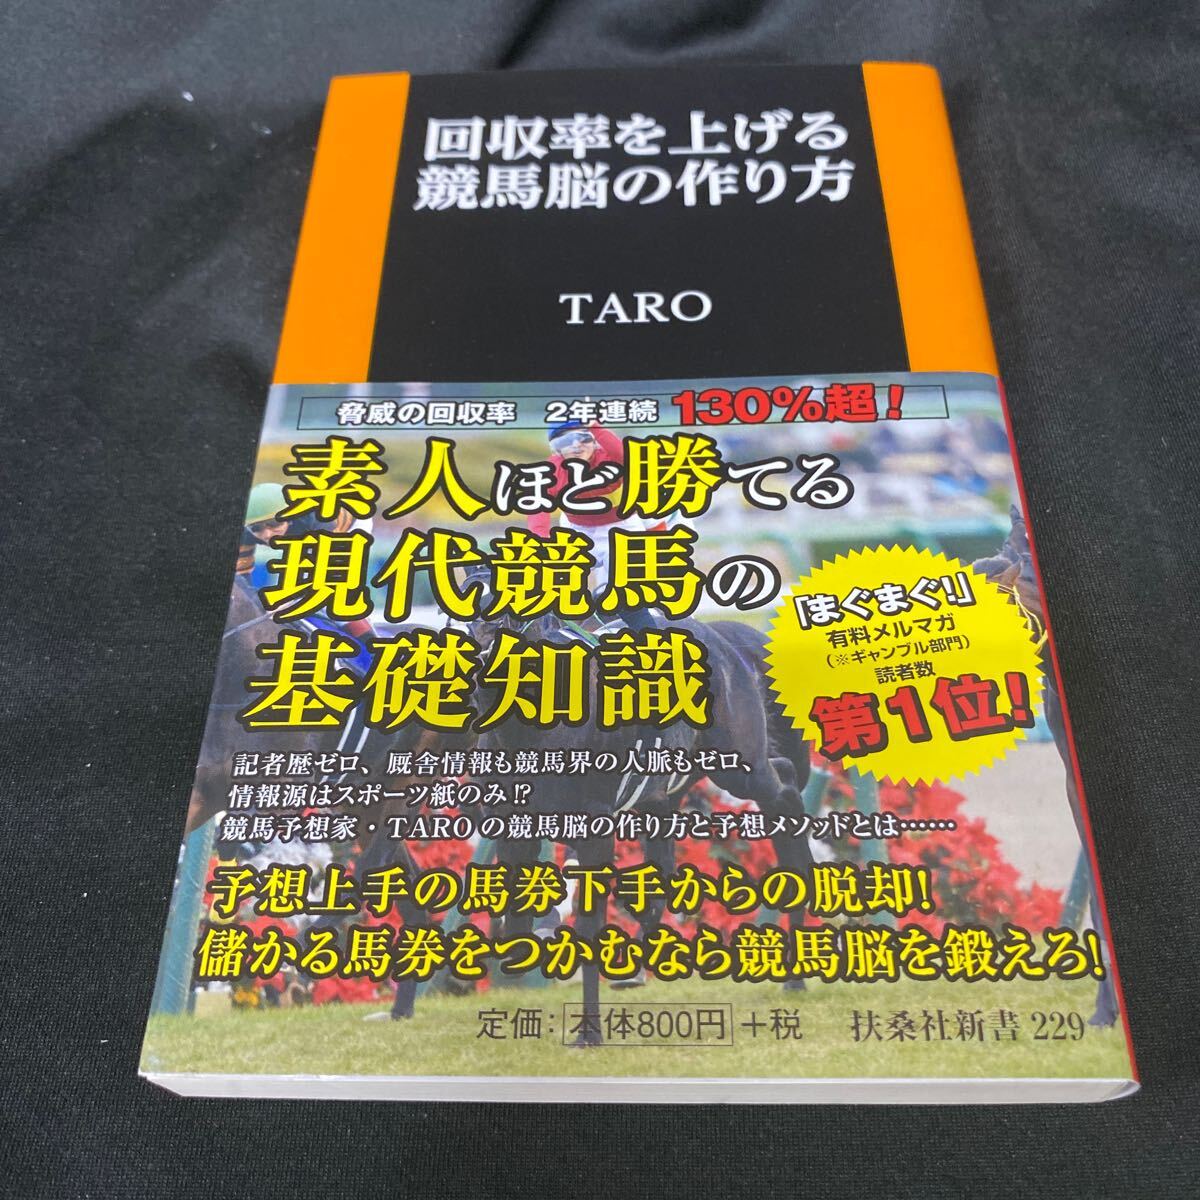 回収率を上げる
競馬脳の作り方
TARO
脅威の回収率 2年連続 130%超!
素人ほど勝てる
現代競馬の
基礎知識
「まぐまぐ!」
有料メルマガ
(※ギャンブル部門)
読者数
第1位!
記者歴ゼロ、厩舎情報も競馬界の人脈もゼロ、
情報源はスポーツ紙のみ!?
競馬予想家・TAROの競馬脳の作り方と予想メソッドとは……
予想上手の馬券下手からの脱却!
儲かる馬券をつかむなら競馬脳を鍛えろ!
定価:本体800円+税 扶桑社新書 229